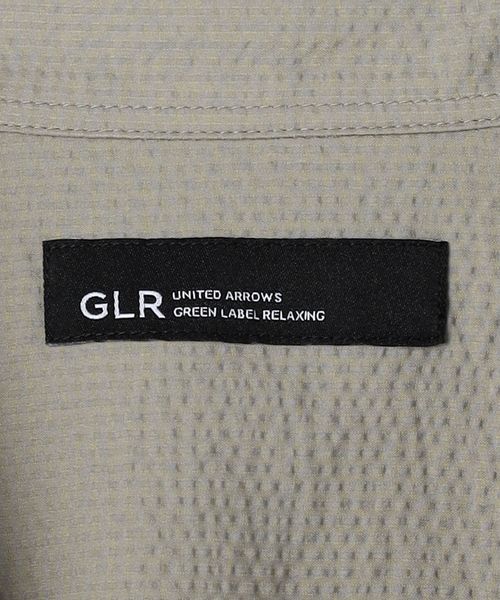 GLR
UNITED ARROWS
GREEN LABEL RELAXING